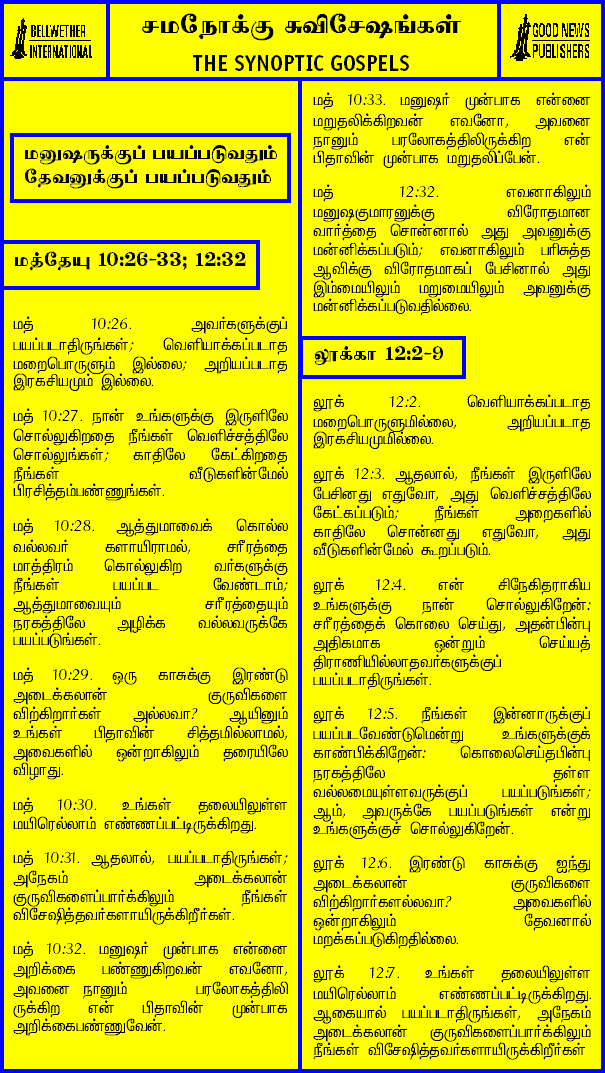 BELLWETHER
INTERNATIONAL
சமநோக்கு சுவிசேஷங்கள்
THE SYNOPTIC GOSPELS
GOOD NEWS
PUBLISHERS
மனுஷருக்குப் பயப்படுவதும்
தேவனுக்குப் பயப்படுவதும்
மத்தேயு 10:26-33; 12:32
மத் 10:26. அவர்களுக்குப்
பயப்படாதிருங்கள்; வெளியாக்கப்படாத
மறைபொருளும் இல்லை; அறியப்படாத
இரகசியமும் இல்லை.
மத் 10:27. நான் உங்களுக்கு இருளிலே
சொல்லுகிறதை நீங்கள் வெளிச்சத்திலே
சொல்லுங்கள்; காதிலே கேட்கிறதை
நீங்கள் வீடுகளின்மேல்
பிரசித்தம்பண்ணுங்கள்.
மத் 10:28. ஆத்துமாவைக் கொல்ல
வல்லவர் களாயிராமல், சரீரத்தை
மாத்திரம் கொல்லுகிற வர்களுக்கு
நீங்கள் பயப்பட வேண்டாம்;
ஆத்துமாவையும் சரீரத்தையும்
நரகத்திலே அழிக்க வல்லவருக்கே
பயப்படுங்கள்.
மத் 10:29. ஒரு காசுக்கு இரண்டு
அடைக்கலான் குருவிகளை
விற்கிறார்கள் அல்லவா? ஆயினும்
உங்கள் பிதாவின் சித்தமில்லாமல்,
அவைகளில் ஒன்றாகிலும் தரையிலே
விழாது.
மத் 10:30. உங்கள் தலையிலுள்ள
மயிரெல்லாம் எண்ணப்பட்டிருக்கிறது.
மத் 10:31. ஆதலால், பயப்படாதிருங்கள்;
அநேகம் அடைக்கலான்
குருவிகளைப்பார்க்கிலும் நீங்கள்
விசேஷித்தவர்களாயிருக்கிறீர்கள்.
மத் 10:32. மனுஷர் முன்பாக என்னை
அறிக்கை பண்ணுகிறவன் எவனோ,
அவனை நானும் பரலோகத்திலி
ருக்கிற என் பிதாவின் முன்பாக
அறிக்கைபண்ணுவேன்.
மத் 10:33. மனுஷர் முன்பாக என்னை
மறுதலிக்கிறவன் எவனோ, அவனை
நானும் பரலோகத்திலிருக்கிற என்
பிதாவின் முன்பாக மறுதலிப்பேன்.
மத் 12:32. எவனாகிலும்
மனுஷகுமாரனுக்கு விரோதமான
வார்த்தை சொன்னால் அது அவனுக்கு
மன்னிக்கப்படும்; எவனாகிலும் பரிசுத்த
ஆவிக்கு விரோதமாகப் பேசினால் அது
இம்மையிலும் மறுமையிலும் அவனுக்கு
மன்னிக்கப்படுவதில்லை.
லூக்கா 12:2-9
லூக் 12:2. வெளியாக்கப்படாத
மறைபொருளுமில்லை, அறியப்படாத
இரகசியமுமில்லை.
லூக் 12:3. ஆதலால், நீங்கள் இருளிலே
பேசினது எதுவோ, அது வெளிச்சத்திலே
கேட்கப்படும்; நீங்கள் அறைகளில்
காதிலே சொன்னது எதுவோ, அது
வீடுகளின்மேல் கூறப்படும்.
லூக் 12:4. என் சிநேகிதராகிய
உங்களுக்கு நான் சொல்லுகிறேன்:
சரீரத்தைக் கொலை செய்து, அதன்பின்பு
அதிகமாக ஒன்றும் செய்யத்
திராணியில்லாதவர்களுக்குப்
பயப்படாதிருங்கள்.
லூக் 12:5. நீங்கள் இன்னாருக்குப்
பயப்படவேண்டுமென்று உங்களுக்குக்
காண்பிக்கிறேன்: கொலைசெய்தபின்பு
நரகத்திலே தள்ள
வல்லமையுள்ளவருக்குப் பயப்படுங்கள்;
ஆம், அவருக்கே பயப்படுங்கள் என்று
உங்களுக்குச் சொல்லுகிறேன்.
லூக் 12:6. இரண்டு காசுக்கு ஐந்து
அடைக்கலான் குருவிகளை
விற்கிறார்களல்லவா? அவைகளில்
ஒன்றாகிலும் தேவனால்
மறக்கப்படுகிறதில்லை.
லூக் 12:7. உங்கள் தலையிலுள்ள
மயிரெல்லாம் எண்ணப்பட்டிருக்கிறது.
ஆகையால் பயப்படாதிருங்கள், அநேகம்
அடைக்கலான் குருவிகளைப்பார்க்கிலும்
நீங்கள் விசேஷித்தவர்களாயிருக்கிறீர்கள்